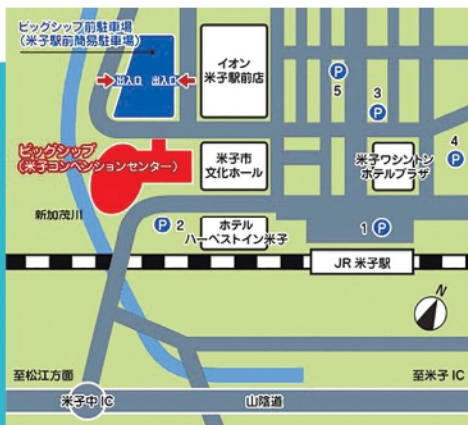 ビッグシップ前駐車場
(米子駅前簡易駐車場)
出入口
出入口
イオン
米子駅前店
P
5
3
P
4
P
ビッグシップ
(米子コンベンションセンター)
米子市
文化ホール
米子ワシントン
ホテルプラザ
新加茂川
P 2
ホテル
ハーベストイン米子
1 P
JR 米子駅
N
至松江方面
至米子 IC
米子中 IC
山陰道